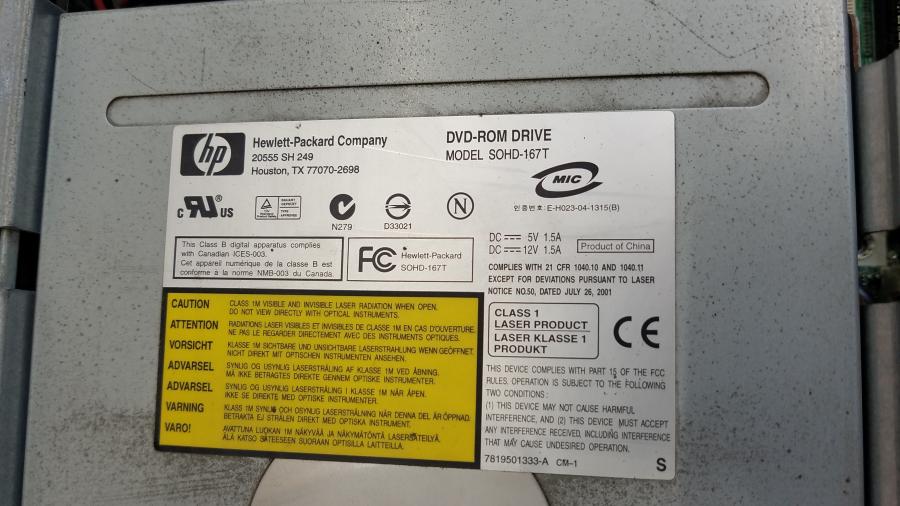 hp
Hewlett-Packard Company
20555 SH 249
Houston, TX 77070-2698
DVD-ROM DRIVE
MODEL SOHD-167T
MIC
인증번호: E-H023-04-1315(B)
c RU® US
N279
D33021
N
DC 5V 1.5A
DC 12V 1.5A
Product of China
This Class B digital apparatus complies
with Canadian ICES-003.
Cet appareil numérique de la classe B est
conforme à la norme NMB-003 du Canada.
FC
Hewlett-Packard
SOHD-167T
COMPLIES WITH 21 CFR 1040.10 AND 1040.11
EXCEPT FOR DEVIATIONS PURSUANT TO LASER
NOTICE NO.50, DATED JULY 26, 2001
CAUTION CLASS 1M VISIBLE AND INVISIBLE LASER RADIATION WHEN OPEN.
DO NOT VIEW DIRECTLY WITH OPTICAL INSTRUMENTS.
ATTENTION RADIATIONS LASER VISIBLES ET INVISIBLES DE CLASSE 1M EN CAS D'OUVERTURE.
NE PAS LE REGARDER DIRECTEMENT AVEC DES INSTRUMENTS OPTIQUES.
VORSICHT KLASSE 1M SICHTBARE UND UNSICHTBARE LASERSTRAHLUNG WENN GEÖFFNET.
NICHT DIREKT MIT OPTISCHEN INSTRUMENTEN ANSEHEN.
ADVARSEL SYNLIG OG USYNLIG LASERSTRÅLING AF KLASSE 1M VED ÅBNING.
MÅ IKKE BETRAGTES DIREKTE GENNEM OPTISKE INSTRUMENTER.
ADVARSEL SYNLIG OG USYNLIG LASERSTRÅLING I KLASSE 1M NÅR ÅPEN.
IKKE SE DIREKTE MED OPTISKE INSTRUMENTER.
VARNING KLASS 1M SYNLIG OCH OSYNLIG LASERSTRÅLNING NÄR DENNA DEL ÄR ÖPPNAD.
BETRAKTA EJ STRÅLEN DIREKT MED OPTISKA INSTRUMENT.
VARO! AVATTUNA LUOKAN 1M NÄKYVÄÄ JA NÄKYMÄTÖNTÄ LASERSÄTEILYÄ.
ÄLÄ KATSO SÄTEESEEN SUORAAN OPTISILLA LAITTEILLA.
CLASS 1
LASER PRODUCT
LASER KLASSE 1
PRODUKT
CE
THIS DEVICE COMPLIES WITH PART 15 OF THE FCC
RULES. OPERATION IS SUBJECT TO THE FOLLOWING
TWO CONDITIONS:
(1) THIS DEVICE MAY NOT CAUSE HARMFUL
INTERFERENCE, AND (2) THIS DEVICE MUST ACCEPT
ANY INTERFERENCE RECEIVED, INCLUDING INTERFERENCE
THAT MAY CAUSE UNDESIRED OPERATION.
7819501333-A CM-1
S